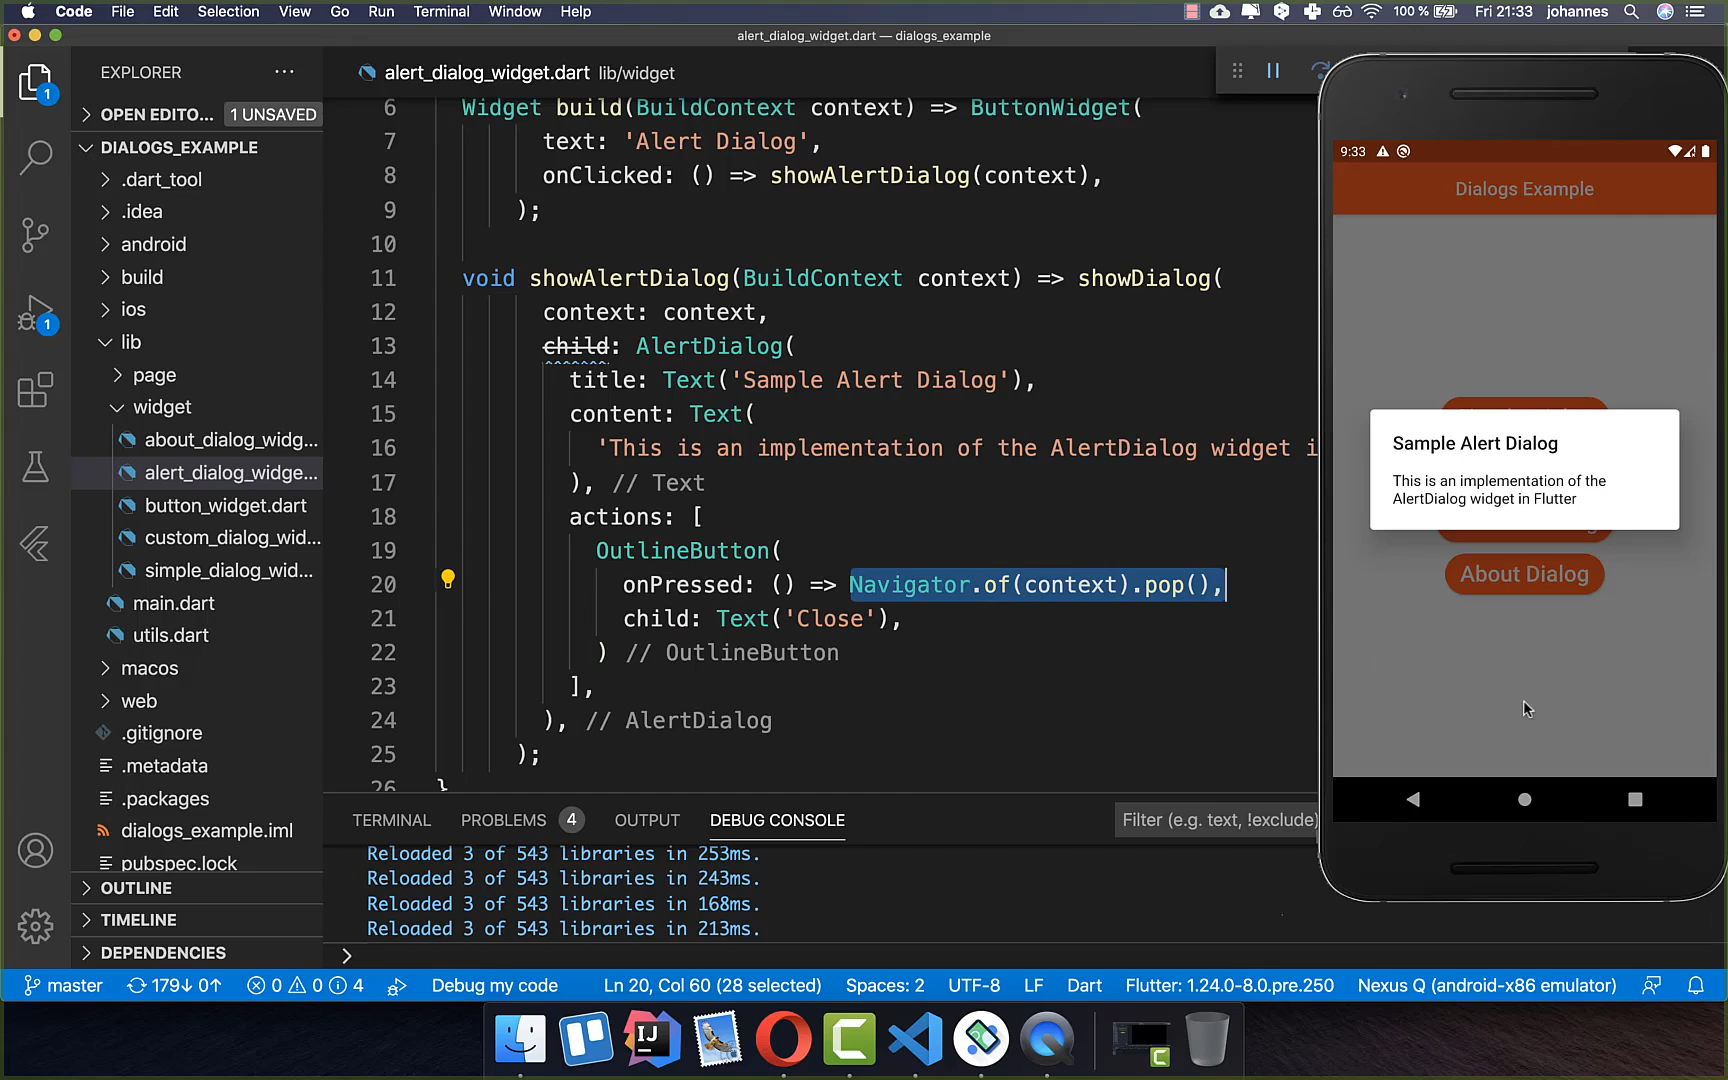 Code File Edit Selection View Go Run Terminal Window Help 100 % Fri 21:33 johannes
alert_dialog_widget.dart — dialogs_example
EXPLORER
OPEN EDITO... 1 UNSAVED
DIALOGS_EXAMPLE
.dart_tool
.idea
android
build
ios
lib
page
widget
about_dialog_widg...
alert_dialog_widge...
button_widget.dart
custom_dialog_wid...
simple_dialog_wid...
main.dart
utils.dart
macos
web
.gitignore
.metadata
.packages
dialogs_example.iml
pubspec.lock
OUTLINE
TIMELINE
DEPENDENCIES
1
1
alert_dialog_widget.dart lib/widget
6 Widget build(BuildContext context) => ButtonWidget(
7 text: 'Alert Dialog',
8 onClicked: () => showAlertDialog(context),
9 );
10
11 void showAlertDialog(BuildContext context) => showDialog(
12 context: context,
13 child: AlertDialog(
14 title: Text('Sample Alert Dialog'),
15 content: Text(
16 'This is an implementation of the AlertDialog widget i
17 ), // Text
18 actions: [
19 OutlineButton(
20 onPressed: () => Navigator.of(context).pop(),
21 child: Text('Close'),
22 ) // OutlineButton
23 ],
24 ), // AlertDialog
25 );
26 }
TERMINAL PROBLEMS 4 OUTPUT DEBUG CONSOLE Filter (e.g. text, !exclude)
Reloaded 3 of 543 libraries in 253ms.
Reloaded 3 of 543 libraries in 243ms.
Reloaded 3 of 543 libraries in 168ms.
Reloaded 3 of 543 libraries in 213ms.
9:33
Dialogs Example
Sample Alert Dialog
This is an implementation of the
AlertDialog widget in Flutter
About Dialog
master 179↓ 0↑ 0 0 4 Debug my code Ln 20, Col 60 (28 selected) Spaces: 2 UTF-8 LF Dart Flutter: 1.24.0-8.0.pre.250 Nexus Q (android-x86 emulator)
IJ